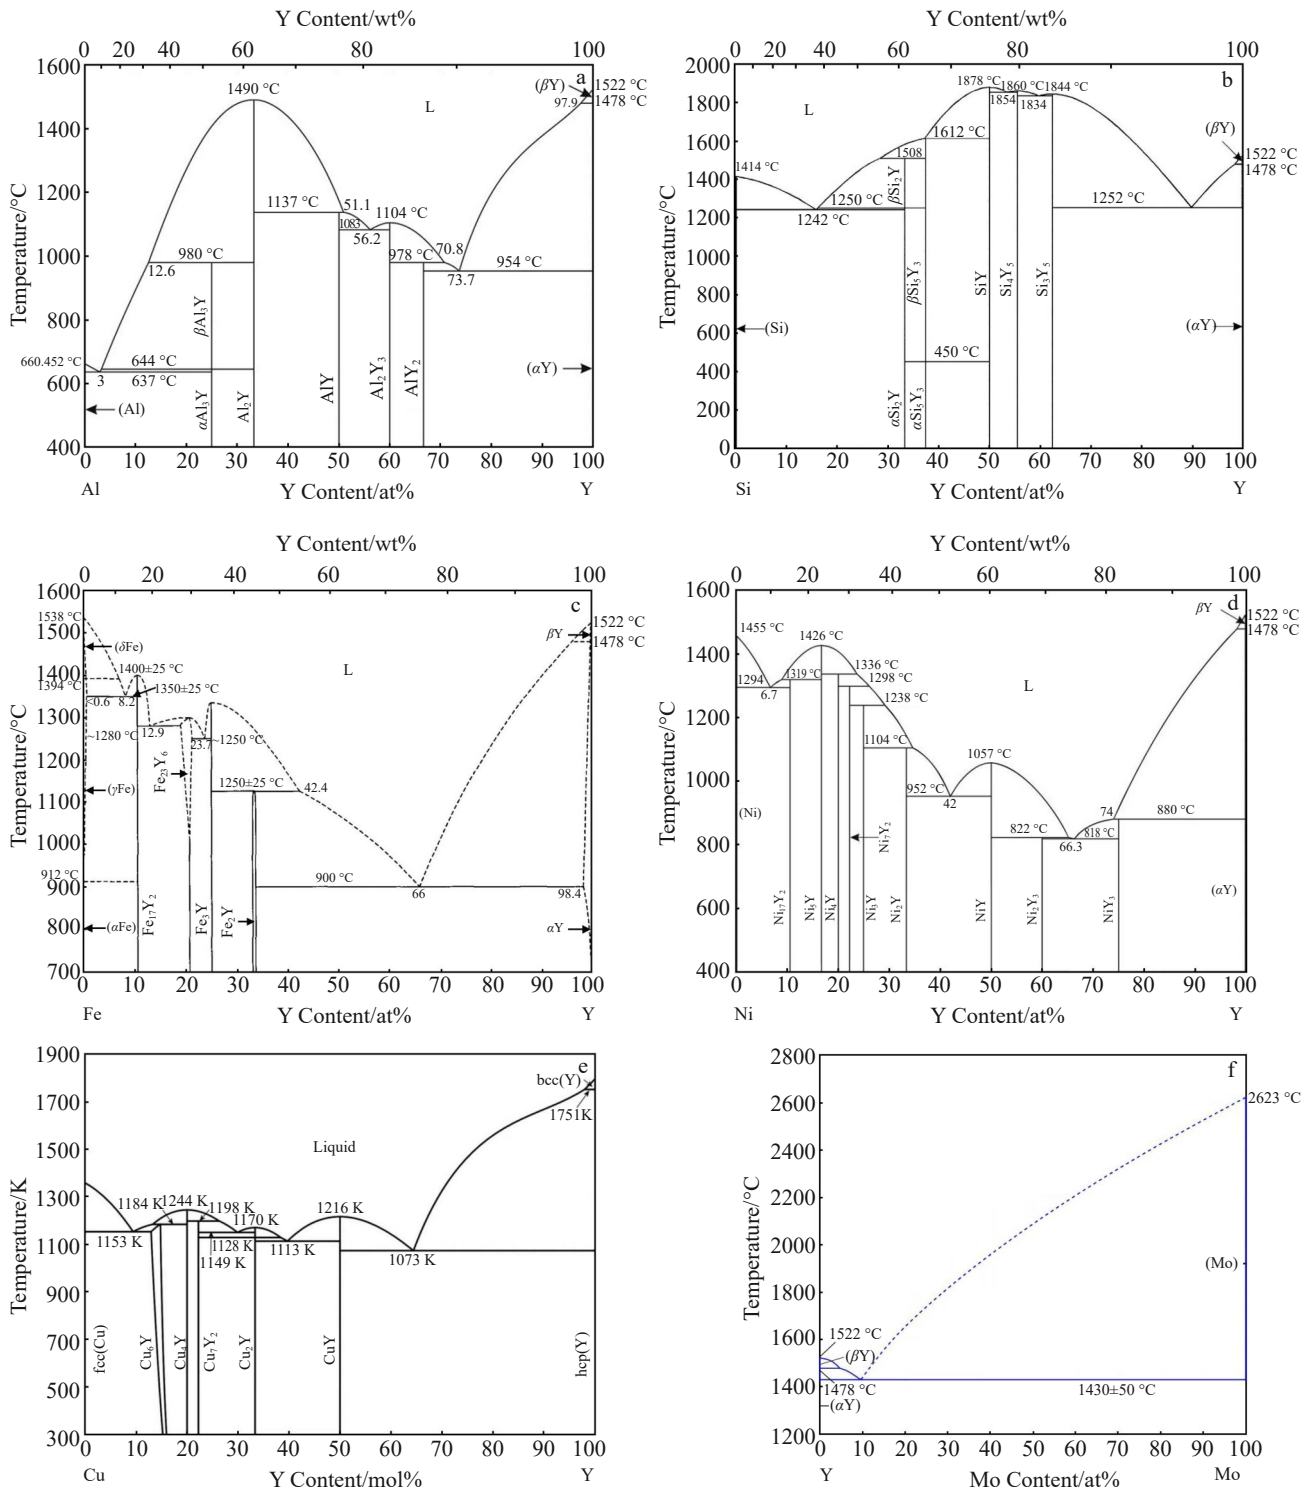 Y Content/wt%
0 20 30 40 60 80 100
a
1600
1400
1200
1000
800
600
400
Temperature/°C
1490 °C
L
(βY)
1522 °C
97.9
1478 °C
1137 °C
51.1
1104 °C
1083
56.2
980 °C
12.6
978 °C
70.8
954 °C
73.7
βAl₃Y
660.452 °C
644 °C
3
637 °C
(Al)
αAl₃Y
Al₂Y
AlY
Al₂Y₃
AlY₂
(αY)
0 10 20 30 40 50 60 70 80 90 100
Al
Y Content/at%
Y
Y Content/wt%
0 20 40 60 80 100
b
2000
1800
1600
1400
1200
1000
800
600
400
200
0
Temperature/°C
L
1878 °C
1860 °C
1844 °C
1854
1834
1612 °C
1508
(βY)
1522 °C
1478 °C
1414 °C
βSi₂Y
1250 °C
1242 °C
1252 °C
βSi₅Y₃
SiY
Si₄Y₅
Si₅Y₅
(Si)
(αY)
450 °C
αSi₂Y
αSi₅Y₃
0 10 20 30 40 50 60 70 80 90 100
Si
Y Content/at%
Y
Y Content/wt%
0 20 40 60 80 100
c
1600
1500
1400
1300
1200
1100
1000
900
800
700
Temperature/°C
1538 °C
(δFe)
1400±25 °C
1394 °C
1350±25 °C
<0.6
8.2
~1280 °C
12.9
23.7
~1250 °C
Fe₂₃Y₆
1250±25 °C
42.4
(γFe)
L
βY
1522 °C
1478 °C
912 °C
900 °C
66
98.4
(αFe)
Fe₁₇Y₂
Fe₃Y
Fe₂Y
αY
0 10 20 30 40 50 60 70 80 90 100
Fe
Y Content/at%
Y
Y Content/wt%
0 20 40 60 80 100
d
1600
1400
1200
1000
800
600
400
Temperature/°C
1455 °C
1426 °C
1319 °C
1336 °C
1298 °C
1294
6.7
1238 °C
L
βY
1522 °C
1478 °C
1104 °C
1057 °C
952 °C
42
(Ni)
Ni₇Y₂
822 °C
66.3
74
818 °C
880 °C
Ni₁₇Y₂
Ni₅Y
Ni₄Y
Ni₃Y
Ni₂Y
NiY
Ni₂Y₃
NiY₃
(αY)
0 10 20 30 40 50 60 70 80 90 100
Ni
Y Content/at%
Y
e
1900
1700
1500
1300
1100
900
700
500
300
Temperature/K
bcc(Y)
1751K
Liquid
1184 K
1244 K
1198 K
1170 K
1216 K
1153 K
1128 K
1149 K
1113 K
1073 K
fcc(Cu)
Cu₆Y
Cu₄Y
Cu₇Y₂
Cu₂Y
CuY
hcp(Y)
0 10 20 30 40 50 60 70 80 90 100
Cu
Y Content/mol%
Y
f
2800
2600
2400
2200
2000
1800
1600
1400
1200
Temperature/°C
2623 °C
(Mo)
1522 °C
(βY)
1478 °C
(αY)
1430±50 °C
0 10 20 30 40 50 60 70 80 90 100
Y
Mo Content/at%
Mo